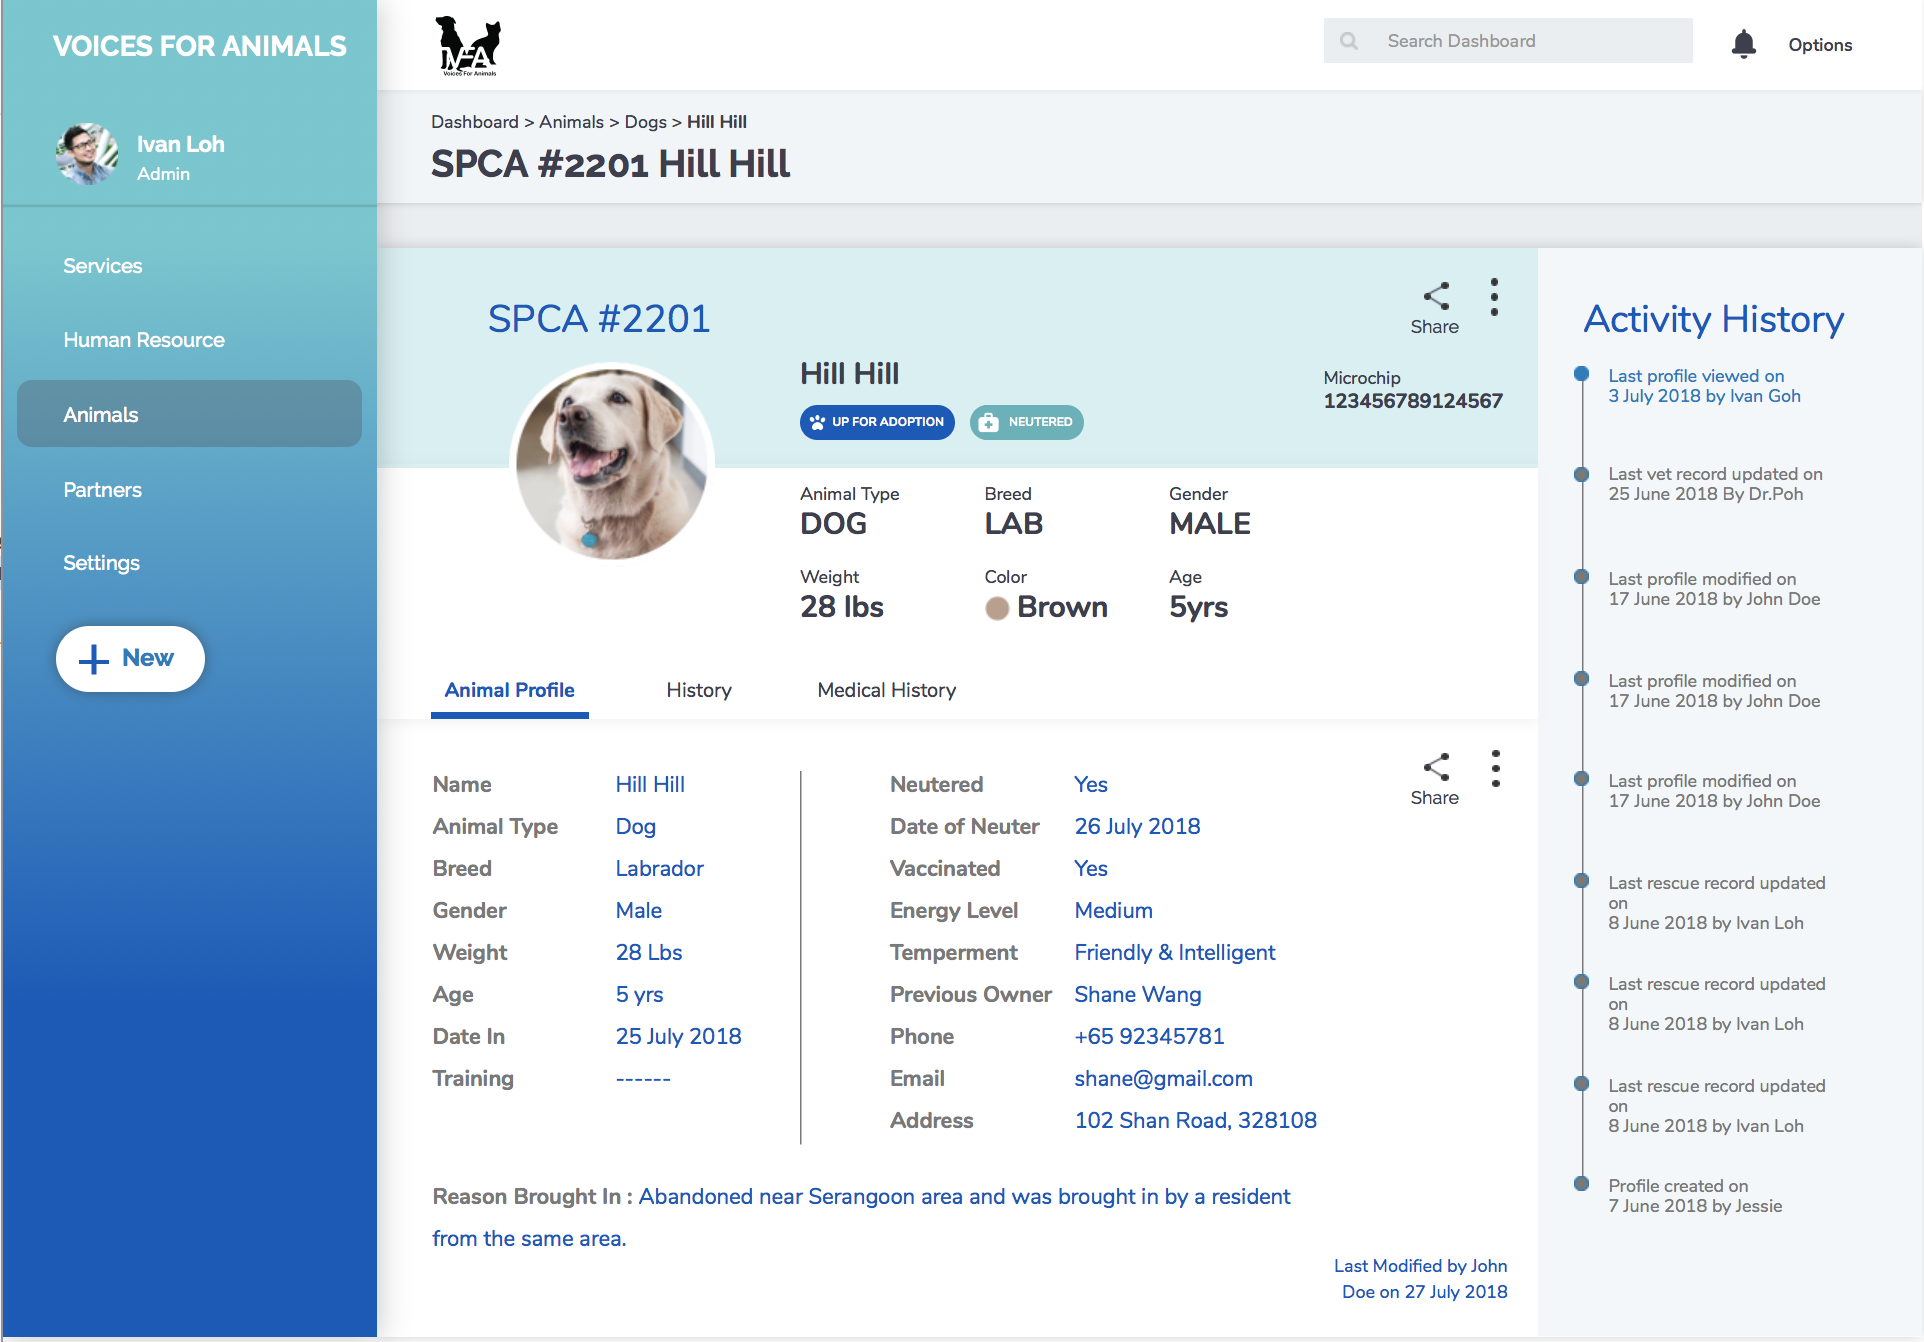 VOICES FOR ANIMALS
Ivan Loh
Admin
Services
Human Resource
Animals
Partners
Settings
New
VFA
Voices For Animals
Search Dashboard
Options
Dashboard > Animals > Dogs > Hill Hill
SPCA #2201 Hill Hill
SPCA #2201
Share
Hill Hill
UP FOR ADOPTION
NEUTERED
Microchip
123456789124567
Animal Type
DOG
Breed
LAB
Gender
MALE
Weight
28 lbs
Color
Brown
Age
5yrs
Animal Profile
History
Medical History
Share
Name Hill Hill
Animal Type Dog
Breed Labrador
Gender Male
Weight 28 Lbs
Age 5 yrs
Date In 25 July 2018
Training ------
Neutered Yes
Date of Neuter 26 July 2018
Vaccinated Yes
Energy Level Medium
Temperment Friendly & Intelligent
Previous Owner Shane Wang
Phone +65 92345781
Email shane@gmail.com
Address 102 Shan Road, 328108
Reason Brought In : Abandoned near Serangoon area and was brought in by a resident
from the same area.
Last Modified by John
Doe on 27 July 2018
Activity History
Last profile viewed on
3 July 2018 by Ivan Goh
Last vet record updated on
25 June 2018 By Dr.Poh
Last profile modified on
17 June 2018 by John Doe
Last profile modified on
17 June 2018 by John Doe
Last profile modified on
17 June 2018 by John Doe
Last rescue record updated
on
8 June 2018 by Ivan Loh
Last rescue record updated
on
8 June 2018 by Ivan Loh
Last rescue record updated
on
8 June 2018 by Ivan Loh
Profile created on
7 June 2018 by Jessie